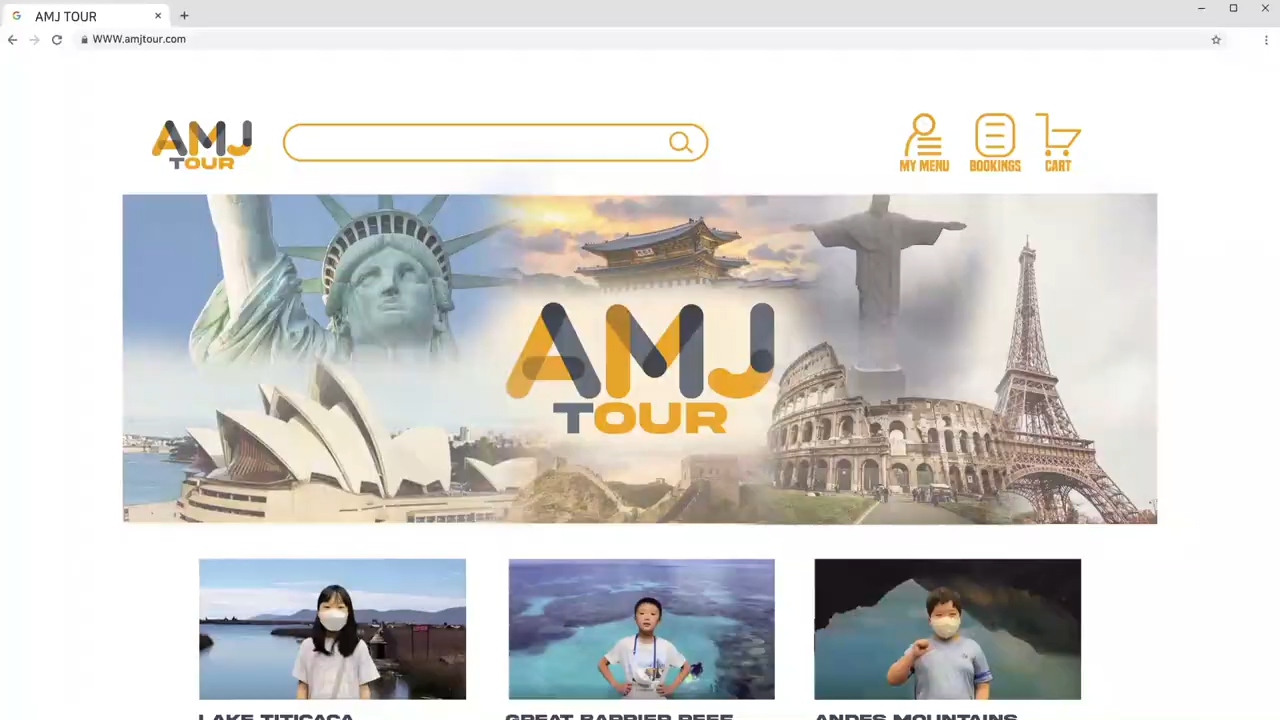 AMJ TOUR
WWW.amjtour.com
AMJ
TOUR
MY MENU
BOOKINGS
CART
AMJ
TOUR
LAKE TITICACA
GREAT BARRIER REEF
ANDES MOUNTAINS